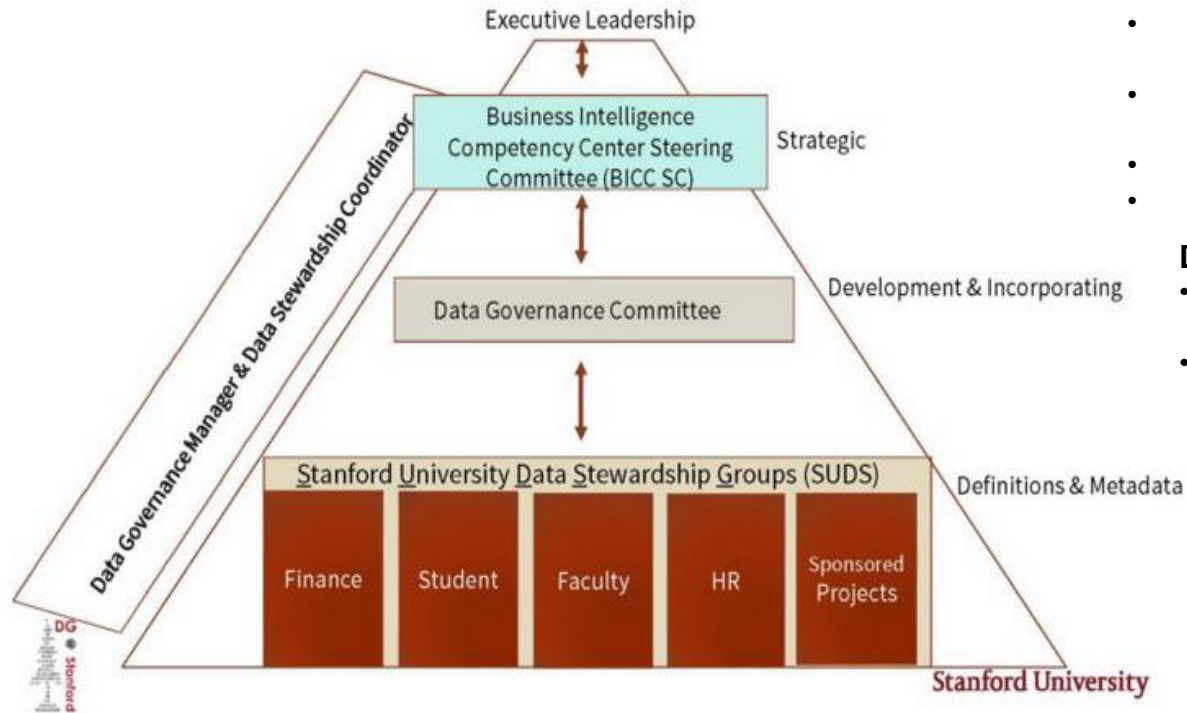 Executive Leadership
Business Intelligence
Competency Center Steering
Committee (BICC SC)
Strategic
Data Governance Manager & Data Stewardship Coordinator
Data Governance Committee
Development & Incorporating
Stanford University Data Stewardship Groups (SUDS)
Definitions & Metadata
Finance
Student
Faculty
HR
Sponsored
Projects
DG @ Stanford
Stanford University